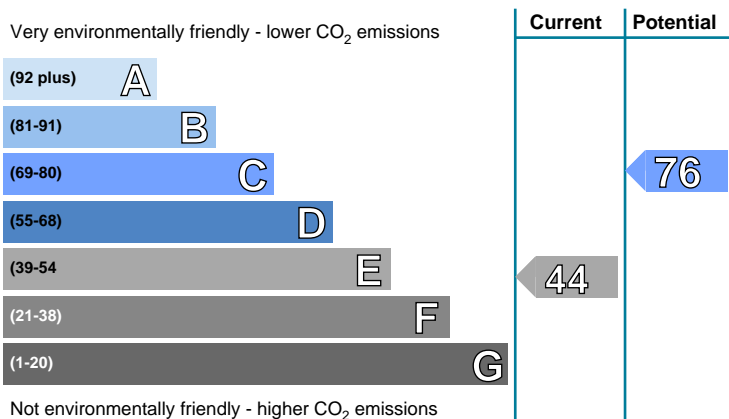 Current Potential
Very environmentally friendly - lower CO2 emissions
(92 plus) A
(81-91) B
(69-80) C
76
(55-68) D
(39-54 E
44
(21-38) F
(1-20) G
Not environmentally friendly - higher CO2 emissions